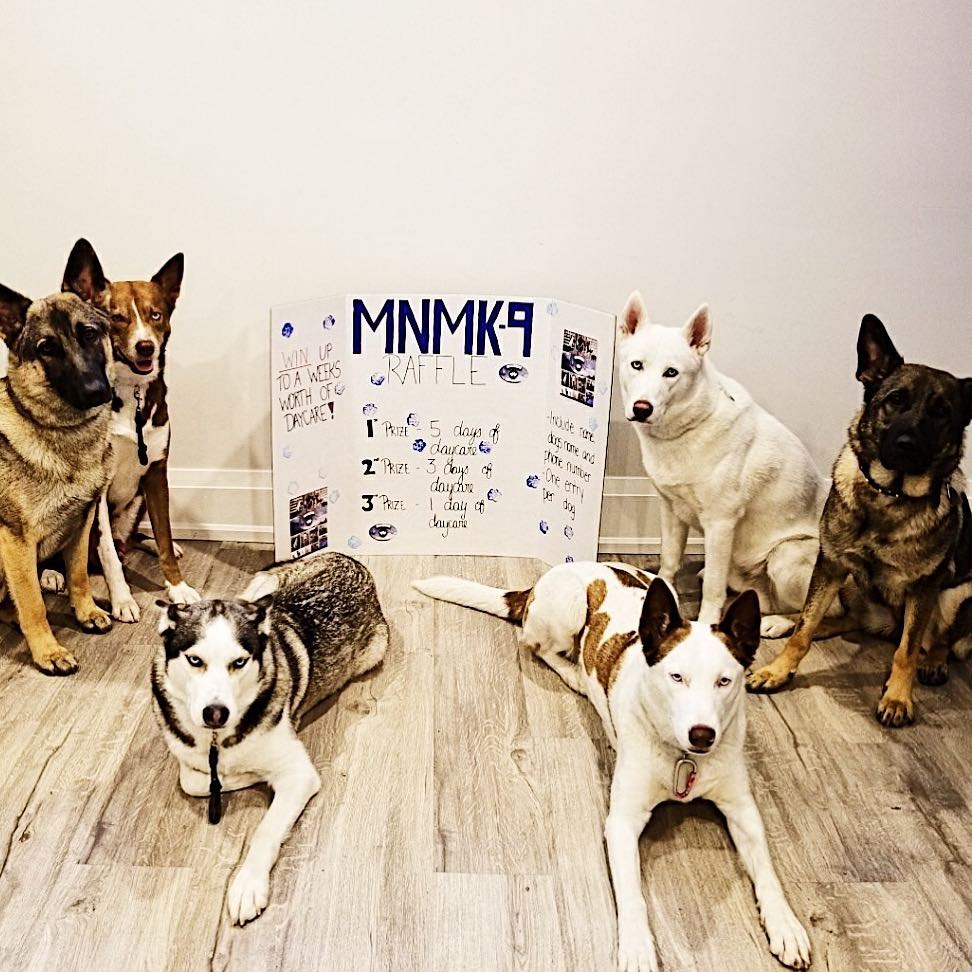 WIN UP
TO A WEEKS
WORTH OF
DAYCARE!
MNMK-9
RAFFLE
1st PRIZE - 5 days of
daycare
2nd PRIZE - 3 days of
daycare
3rd PRIZE - 1 day of
daycare
-Include name,
dogs name and
phone number
-One entry
per dog